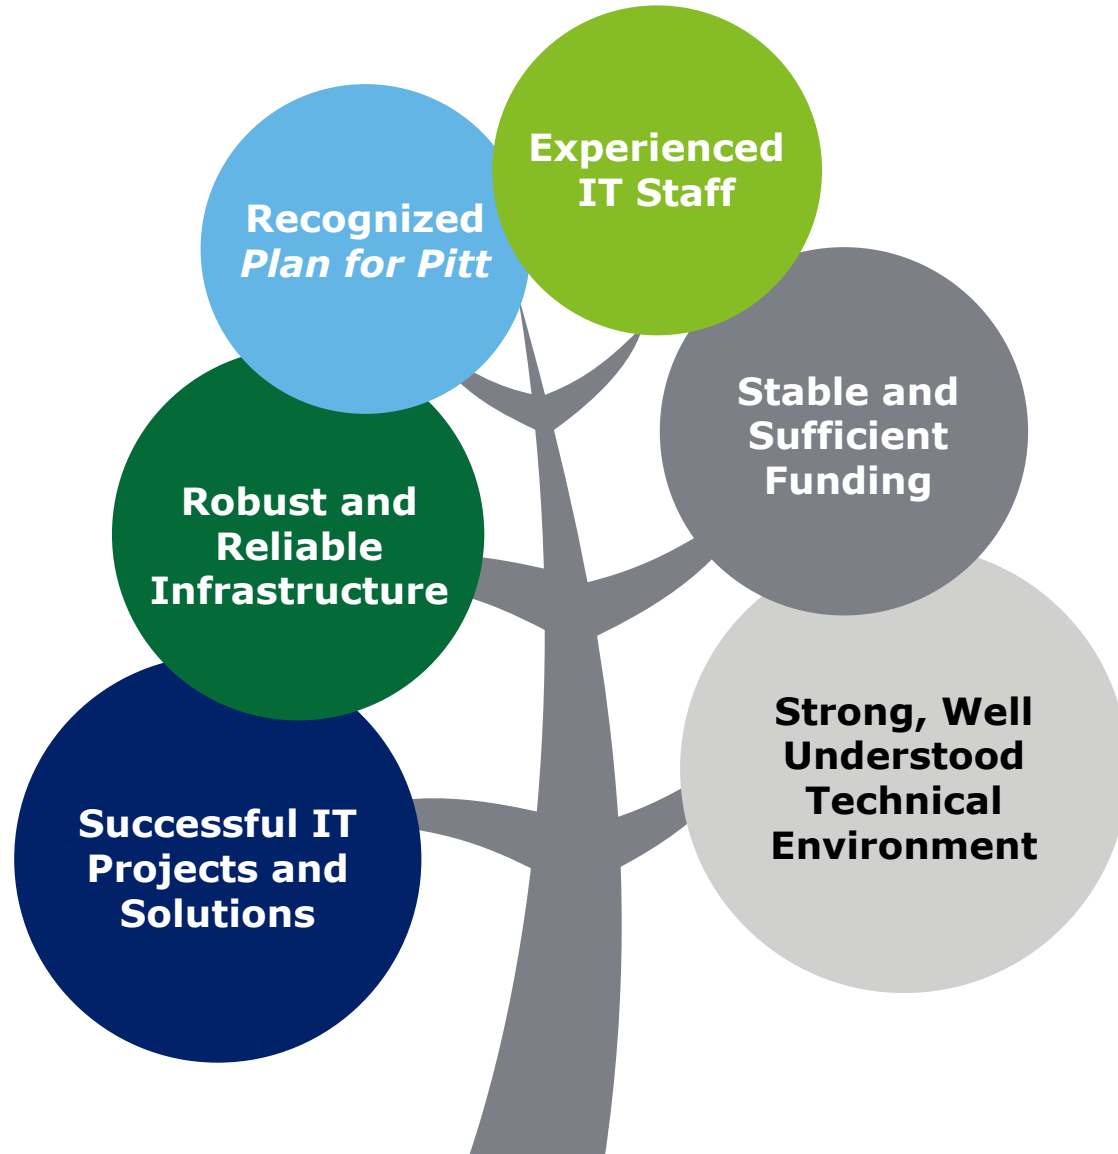 Experienced
IT Staff
Recognized
Plan for Pitt
Stable and
Sufficient
Funding
Robust and
Reliable
Infrastructure
Strong, Well
Understood
Technical
Environment
Successful IT
Projects and
Solutions